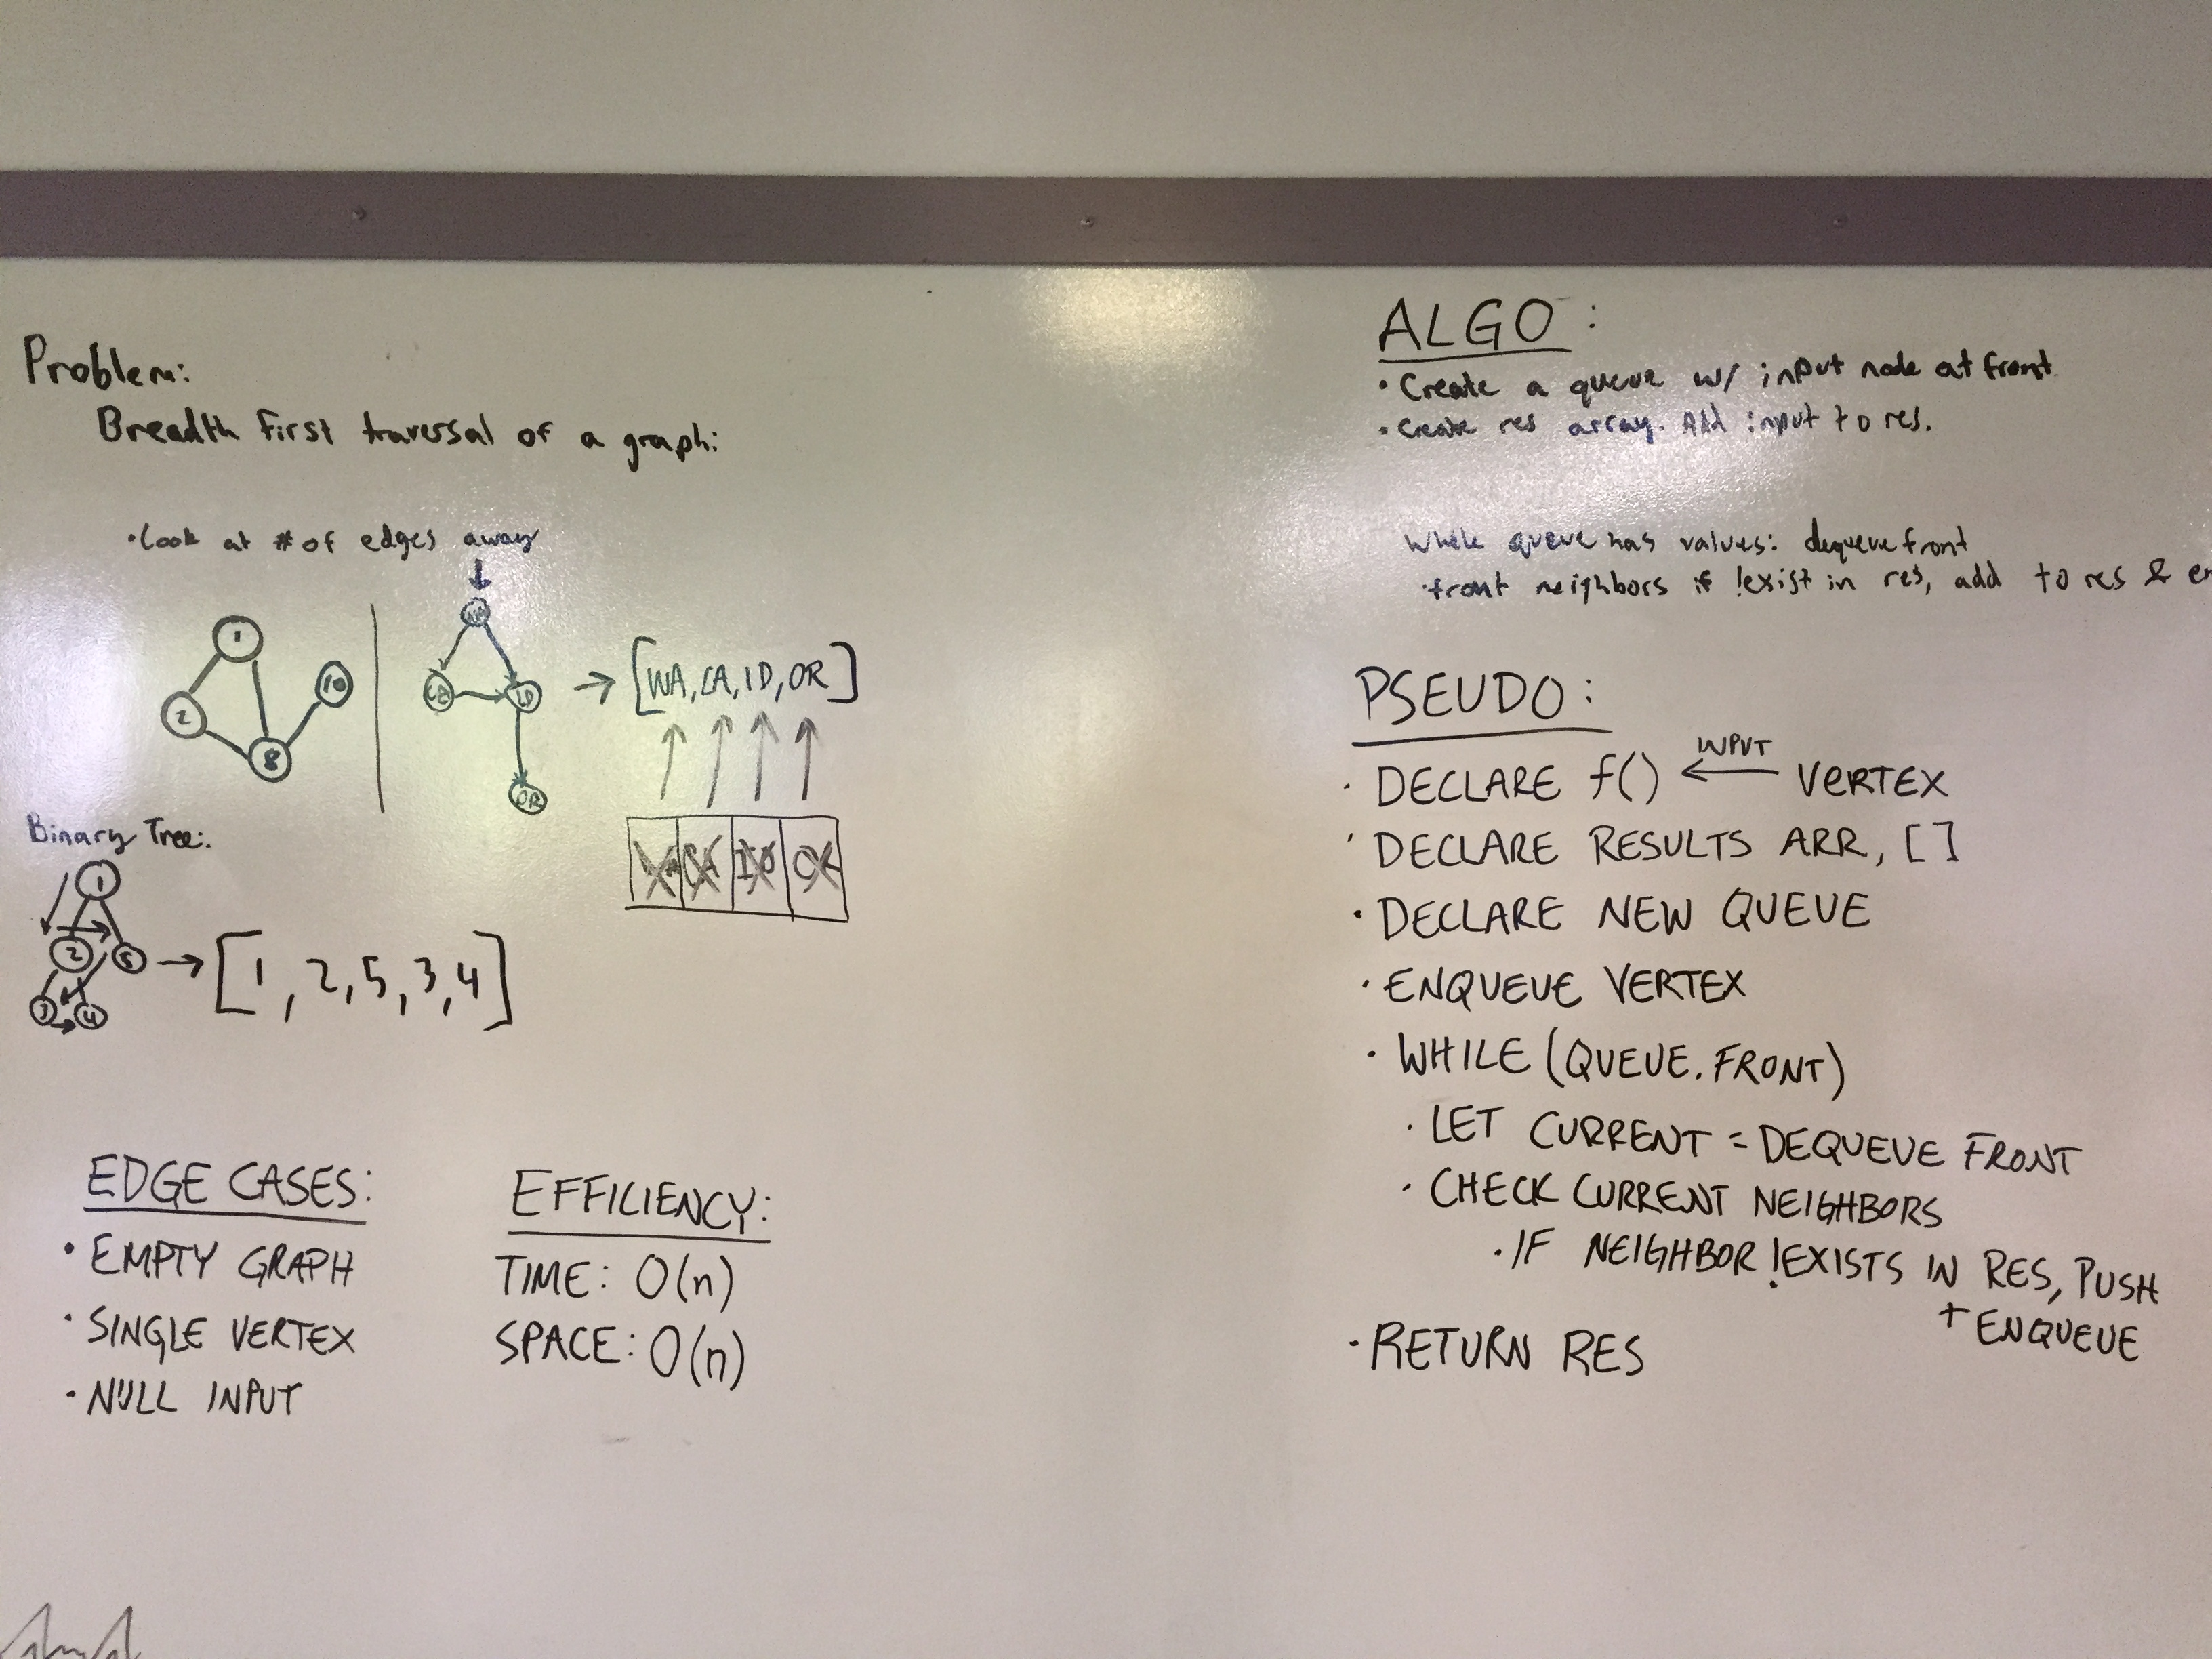 Problem:
Breadth first traversal of a graph:
•Look at # of edges away
1
2
8
10
WA
CA
ID
OR
→ [WA, CA, ID, OR]
ID
Binary Tree:
1
2
5
3
4
→ [1, 2, 5, 3, 4]
EDGE CASES:
• EMPTY GRAPH
• SINGLE VERTEX
• NULL INPUT
EFFILIENCY:
TIME: O(n)
SPACE: O(n)
ALGO:
• Create a queue w/ input node at front
• Create res array. Add input to res.
While queue has values: dequeue front
•front neighbors if !exist in res, add to res &
PSEUDO:
• DECLARE f() ← INPUT VERTEX
• DECLARE RESULTS ARR, []
• DECLARE NEW QUEUE
• ENQUEUE VERTEX
• WHILE (QUEUE.FRONT)
• LET CURRENT = DEQUEUE FRONT
• CHECK CURRENT NEIGHBORS
• IF NEIGHBOR !EXISTS IN RES, PUSH
+ ENQUEUE
• RETURN RES